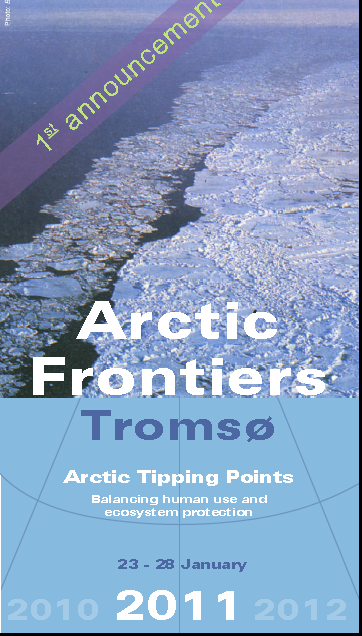 Photo:
1st announcement
Arctic
Frontiers
Tromsø
Arctic Tipping Points
Balancing human use and
ecosystem protection
23 - 28 January
2010 2011 2012